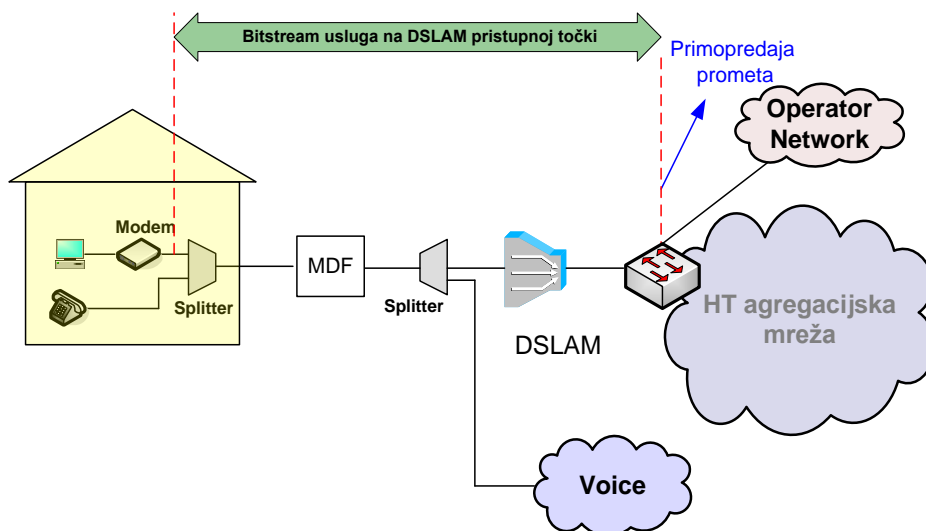 Bitstream usluga na DSLAM pristupnoj točki
Primopredaja
prometa
Operator
Network
Modem
Splitter
MDF
Splitter
DSLAM
HT agregacijska
mreža
Voice